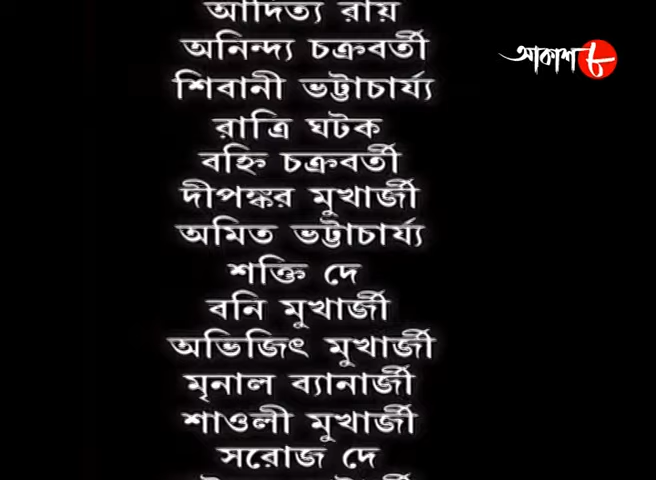 আদিত্য রায়
অনিন্দ্য চক্রবর্তী
আকাশ ৮
শিবানী ভট্টাচার্য্য
রাত্রি ঘটক
বহ্নি চক্রবর্তী
দীপঙ্কর মুখার্জী
অমিত ভট্টাচার্য্য
শক্তি দে
বনি মুখার্জী
অভিজিৎ মুখার্জী
মৃনাল ব্যানার্জী
শাওলী মুখার্জী
সরোজ দে